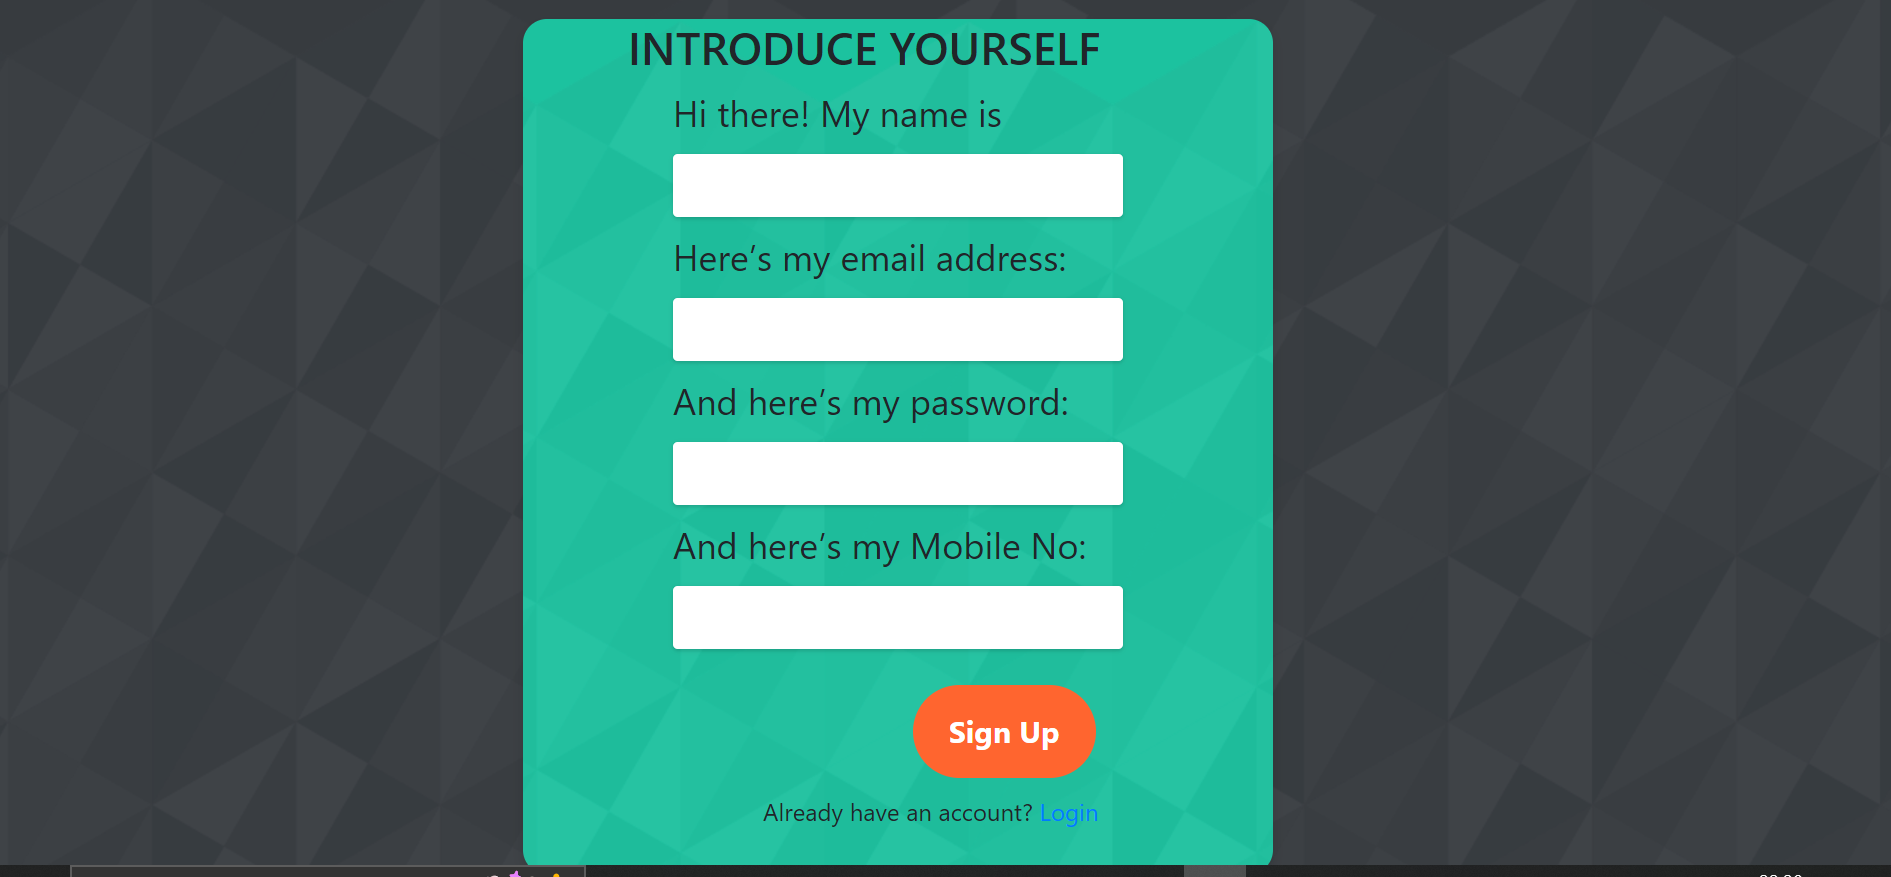 INTRODUCE YOURSELF
Hi there! My name is
Here’s my email address:
And here’s my password:
And here’s my Mobile No:
Sign Up
Already have an account? Login